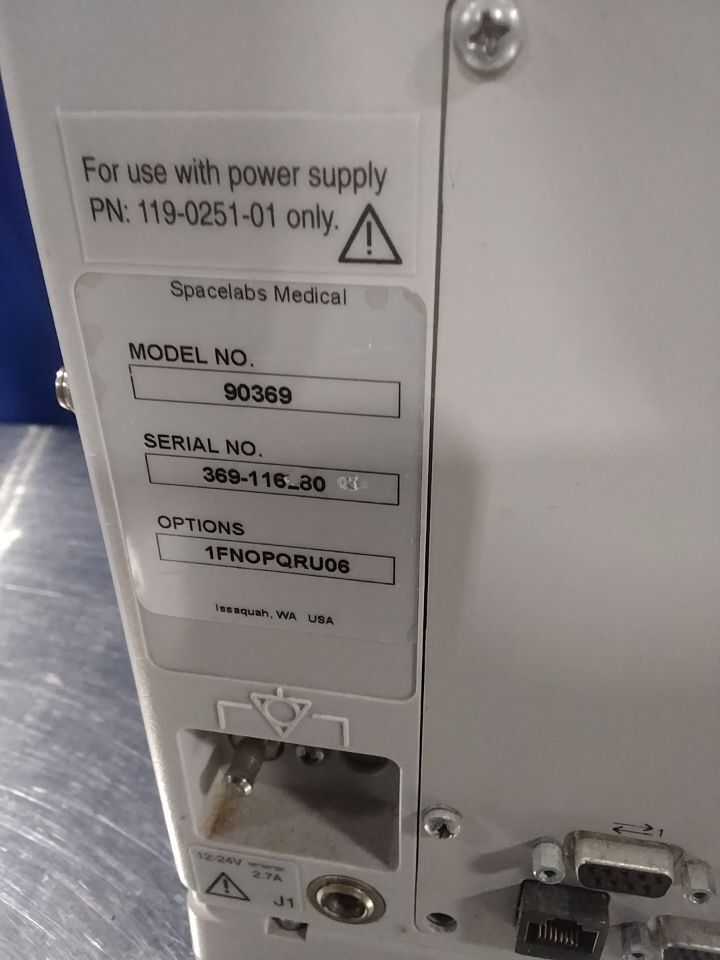 For use with power supply
PN: 119-0251-01 only.
Spacelabs Medical
MODEL NO.
90369
SERIAL NO.
OPTIONS
1FNOPQRU06
Issaquah, WA USA
12-24V
2.7A
J1
1